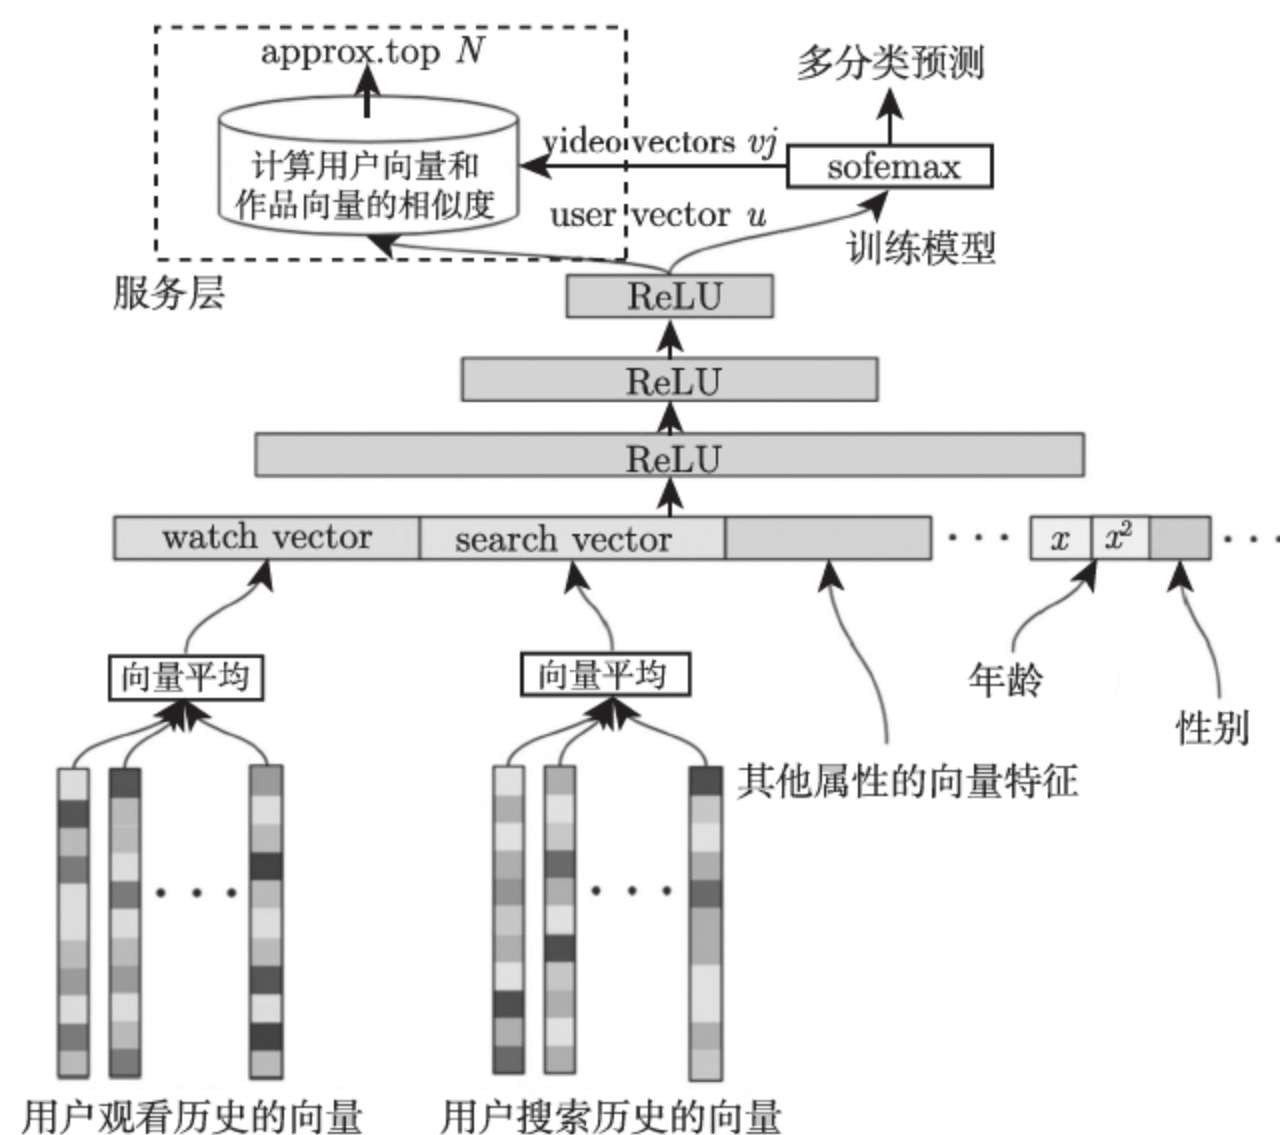 approx.top N
多分类预测
video vectors vj
sofemax
计算用户向量和
作品向量的相似度
user vector u
训练模型
服务层
ReLU
ReLU
ReLU
watch vector
search vector
x
x²
向量平均
向量平均
年龄
性别
其他属性的向量特征
用户观看历史的向量
用户搜索历史的向量